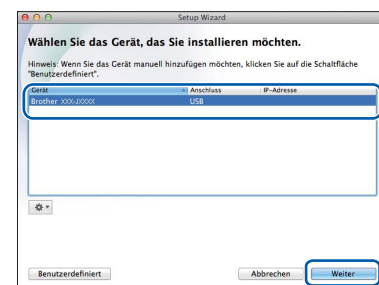 Setup Wizard
Wählen Sie das Gerät, das Sie installieren möchten.
Hinweis: Wenn Sie das Gerät manuell hinzufügen möchten, klicken Sie auf die Schaltfläche
"Benutzerdefiniert".
Gerät Anschluss IP-Adresse
Brother XXX-XXXX USB
Benutzerdefiniert Abbrechen Weiter